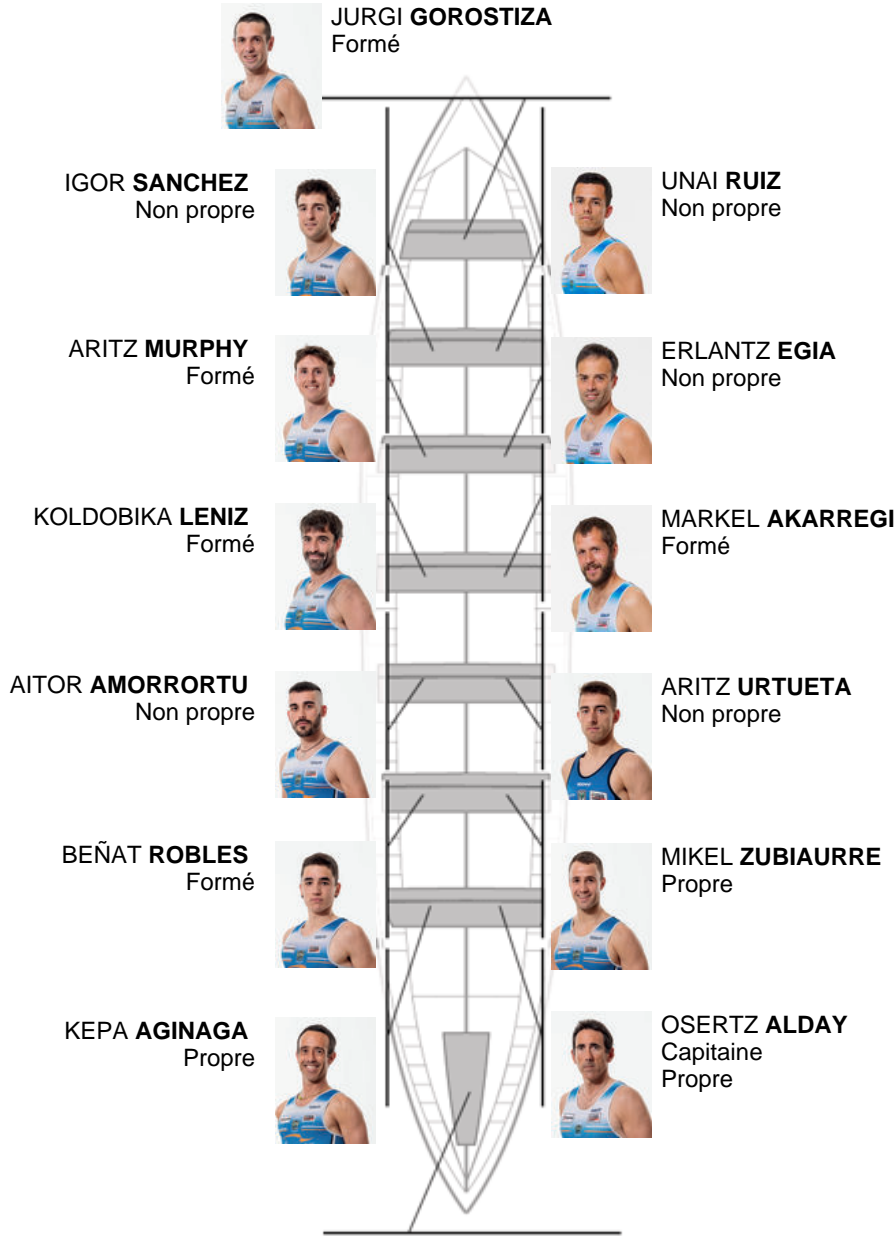 JURGI GOROSTIZA
Formé
IGOR SANCHEZ
Non propre
UNAI RUIZ
Non propre
ARITZ MURPHY
Formé
ERLANTZ EGIA
Non propre
KOLDOBIKA LENIZ
Formé
MARKEL AKARREGI
Formé
AITOR AMORRORTU
Non propre
ARITZ URTUETA
Non propre
BEÑAT ROBLES
Formé
MIKEL ZUBIAURRE
Propre
KEPA AGINAGA
Propre
OSERTZ ALDAY
Capitaine
Propre